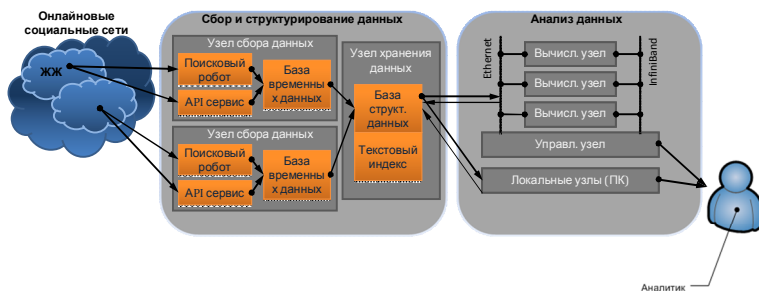 Онлайновые
социальные сети
ЖЖ
Сбор и структурирование данных
Узел сбора данных
Поисковый
робот
API сервис
База
временны
х данных
Узел сбора данных
Поисковый
робот
API сервис
База
временны
х данных
Узел хранения
данных
База
структ.
данных
Текстовый
индекс
Анализ данных
Ethernet
Вычисл. узел
Вычисл. узел
Вычисл. узел
InfiniBand
Управл. узел
Локальные узлы (ПК)
Аналитик